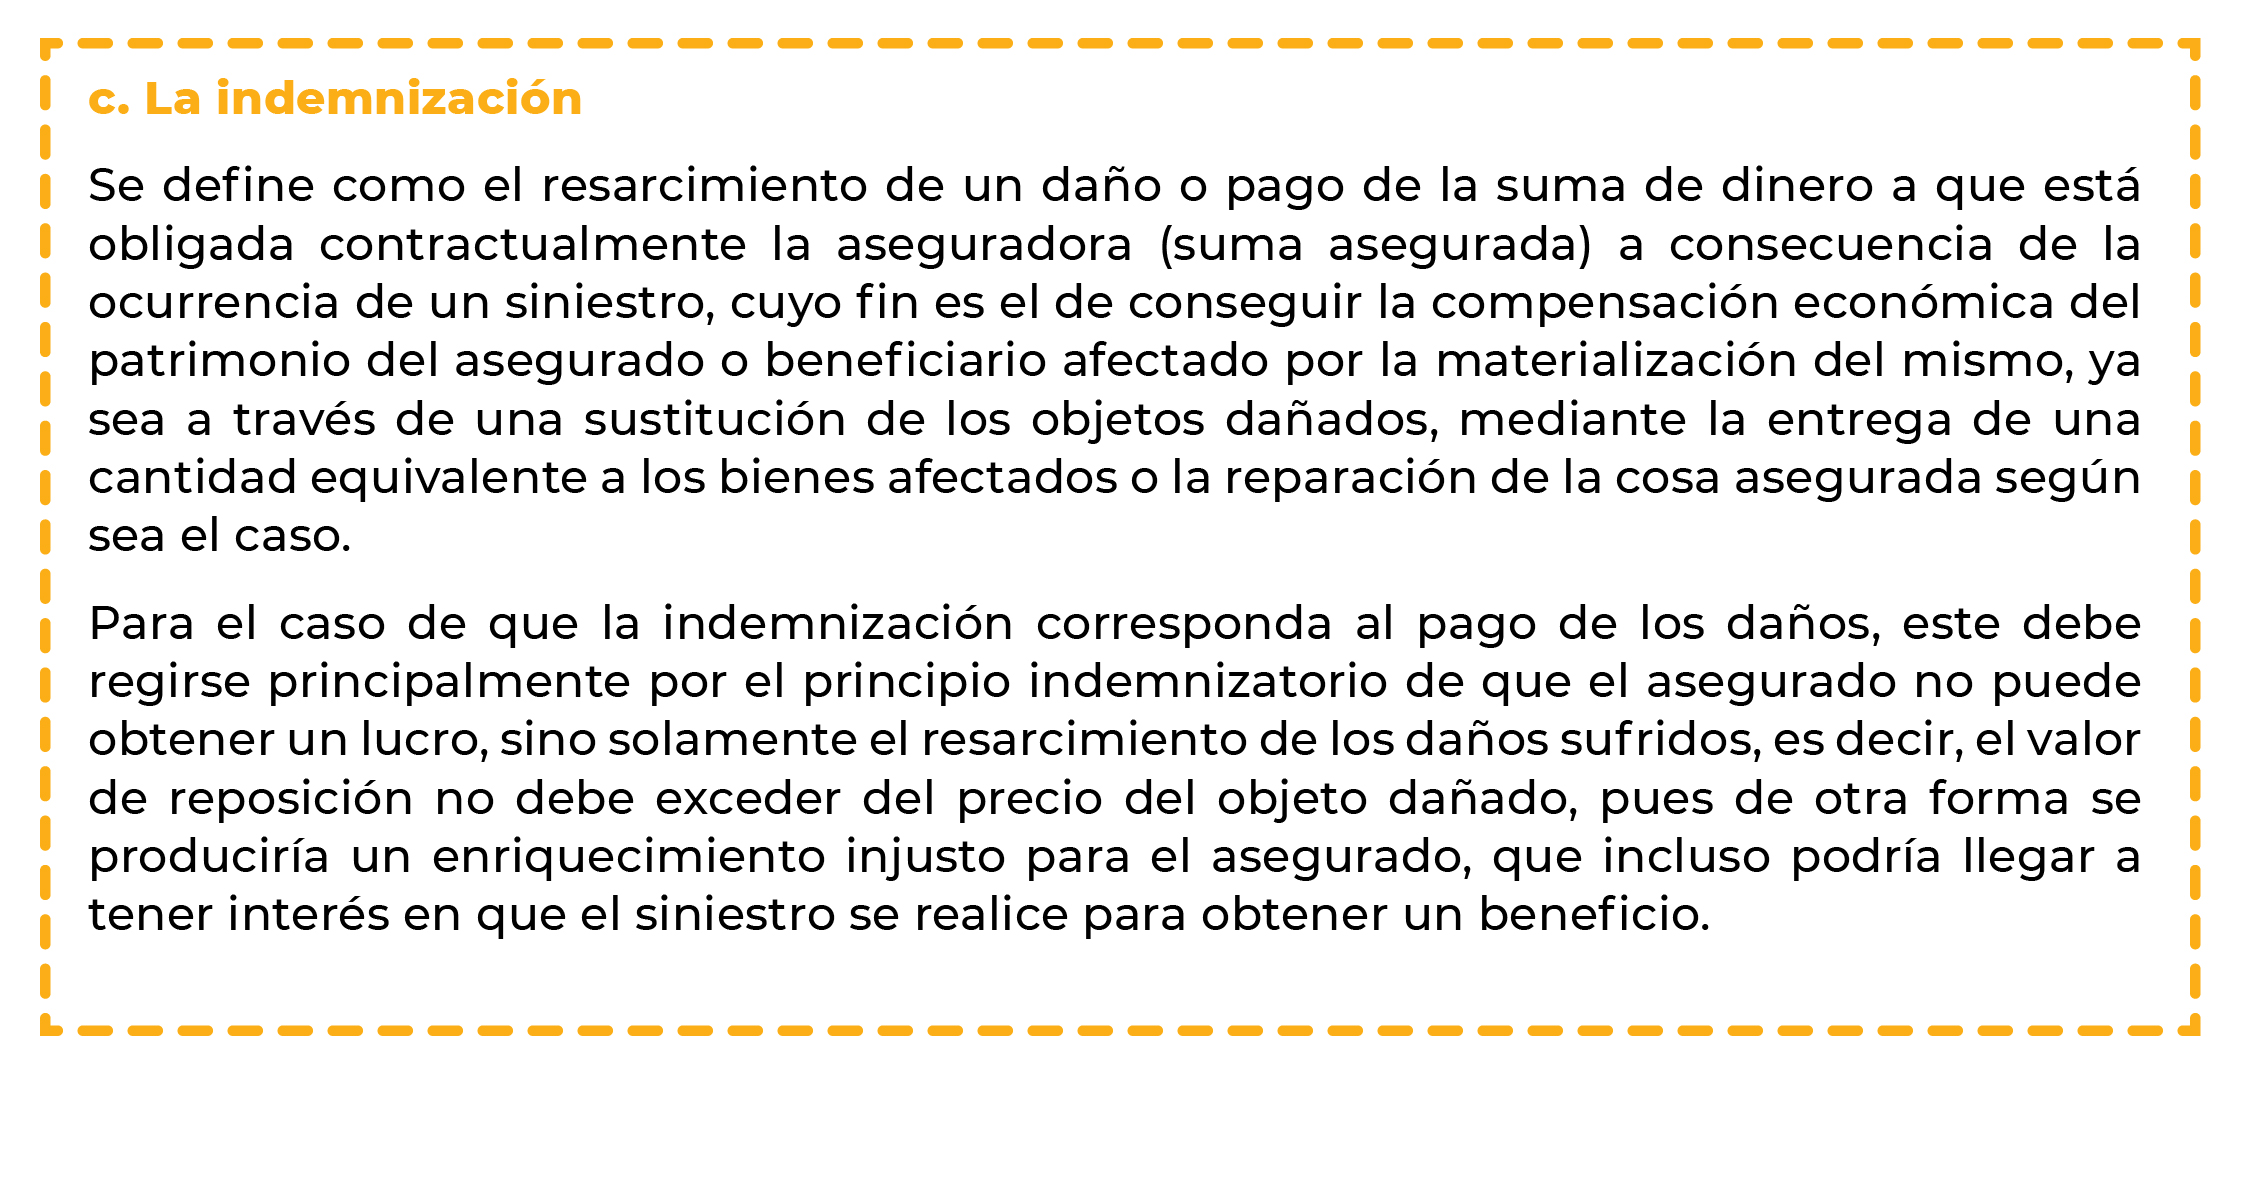 c. La indemnización
Se define como el resarcimiento de un daño o pago de la suma de dinero a que está
obligada contractualmente la aseguradora (suma asegurada) a consecuencia de la
ocurrencia de un siniestro, cuyo fin es el de conseguir la compensación económica del
patrimonio del asegurado o beneficiario afectado por la materialización del mismo, ya
sea a través de una sustitución de los objetos dañados, mediante la entrega de una
cantidad equivalente a los bienes afectados o la reparación de la cosa asegurada según
sea el caso.
Para el caso de que la indemnización corresponda al pago de los daños, este debe
regirse principalmente por el principio indemnizatorio de que el asegurado no puede
obtener un lucro, sino solamente el resarcimiento de los daños sufridos, es decir, el valor
de reposición no debe exceder del precio del objeto dañado, pues de otra forma se
produciría un enriquecimiento injusto para el asegurado, que incluso podría llegar a
tener interés en que el siniestro se realice para obtener un beneficio.